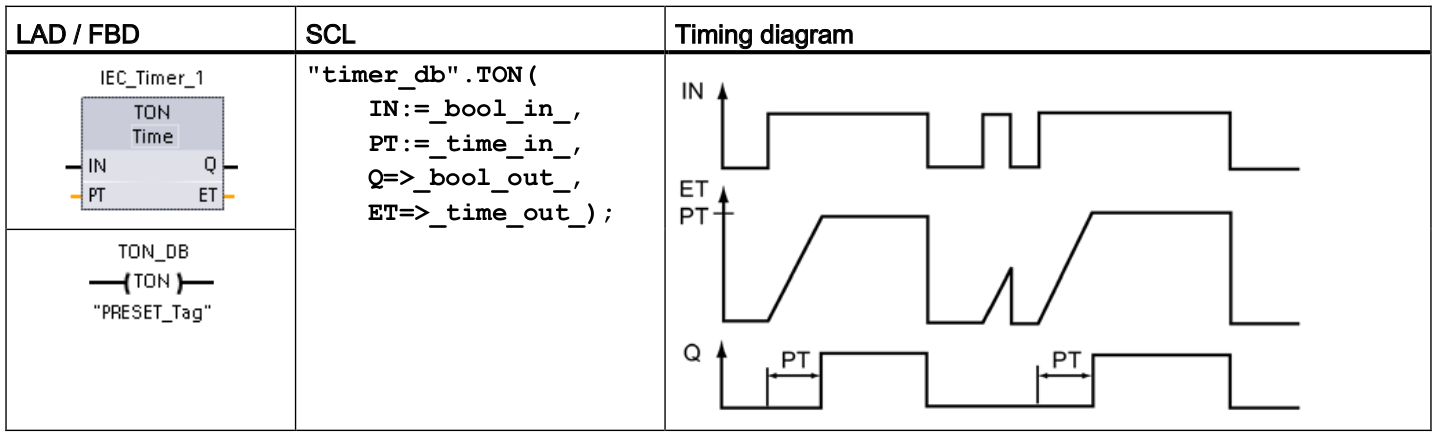 LAD / FBD
SCL
Timing diagram
IEC_Timer_1
TON
Time
IN Q
PT ET
TON_DB
TON
"PRESET_Tag"
"timer_db".TON(
IN:=_bool_in_,
PT:=_time_in_,
Q=>_bool_out_,
ET=>_time_out_);
IN
ET
PT
Q
PT
PT